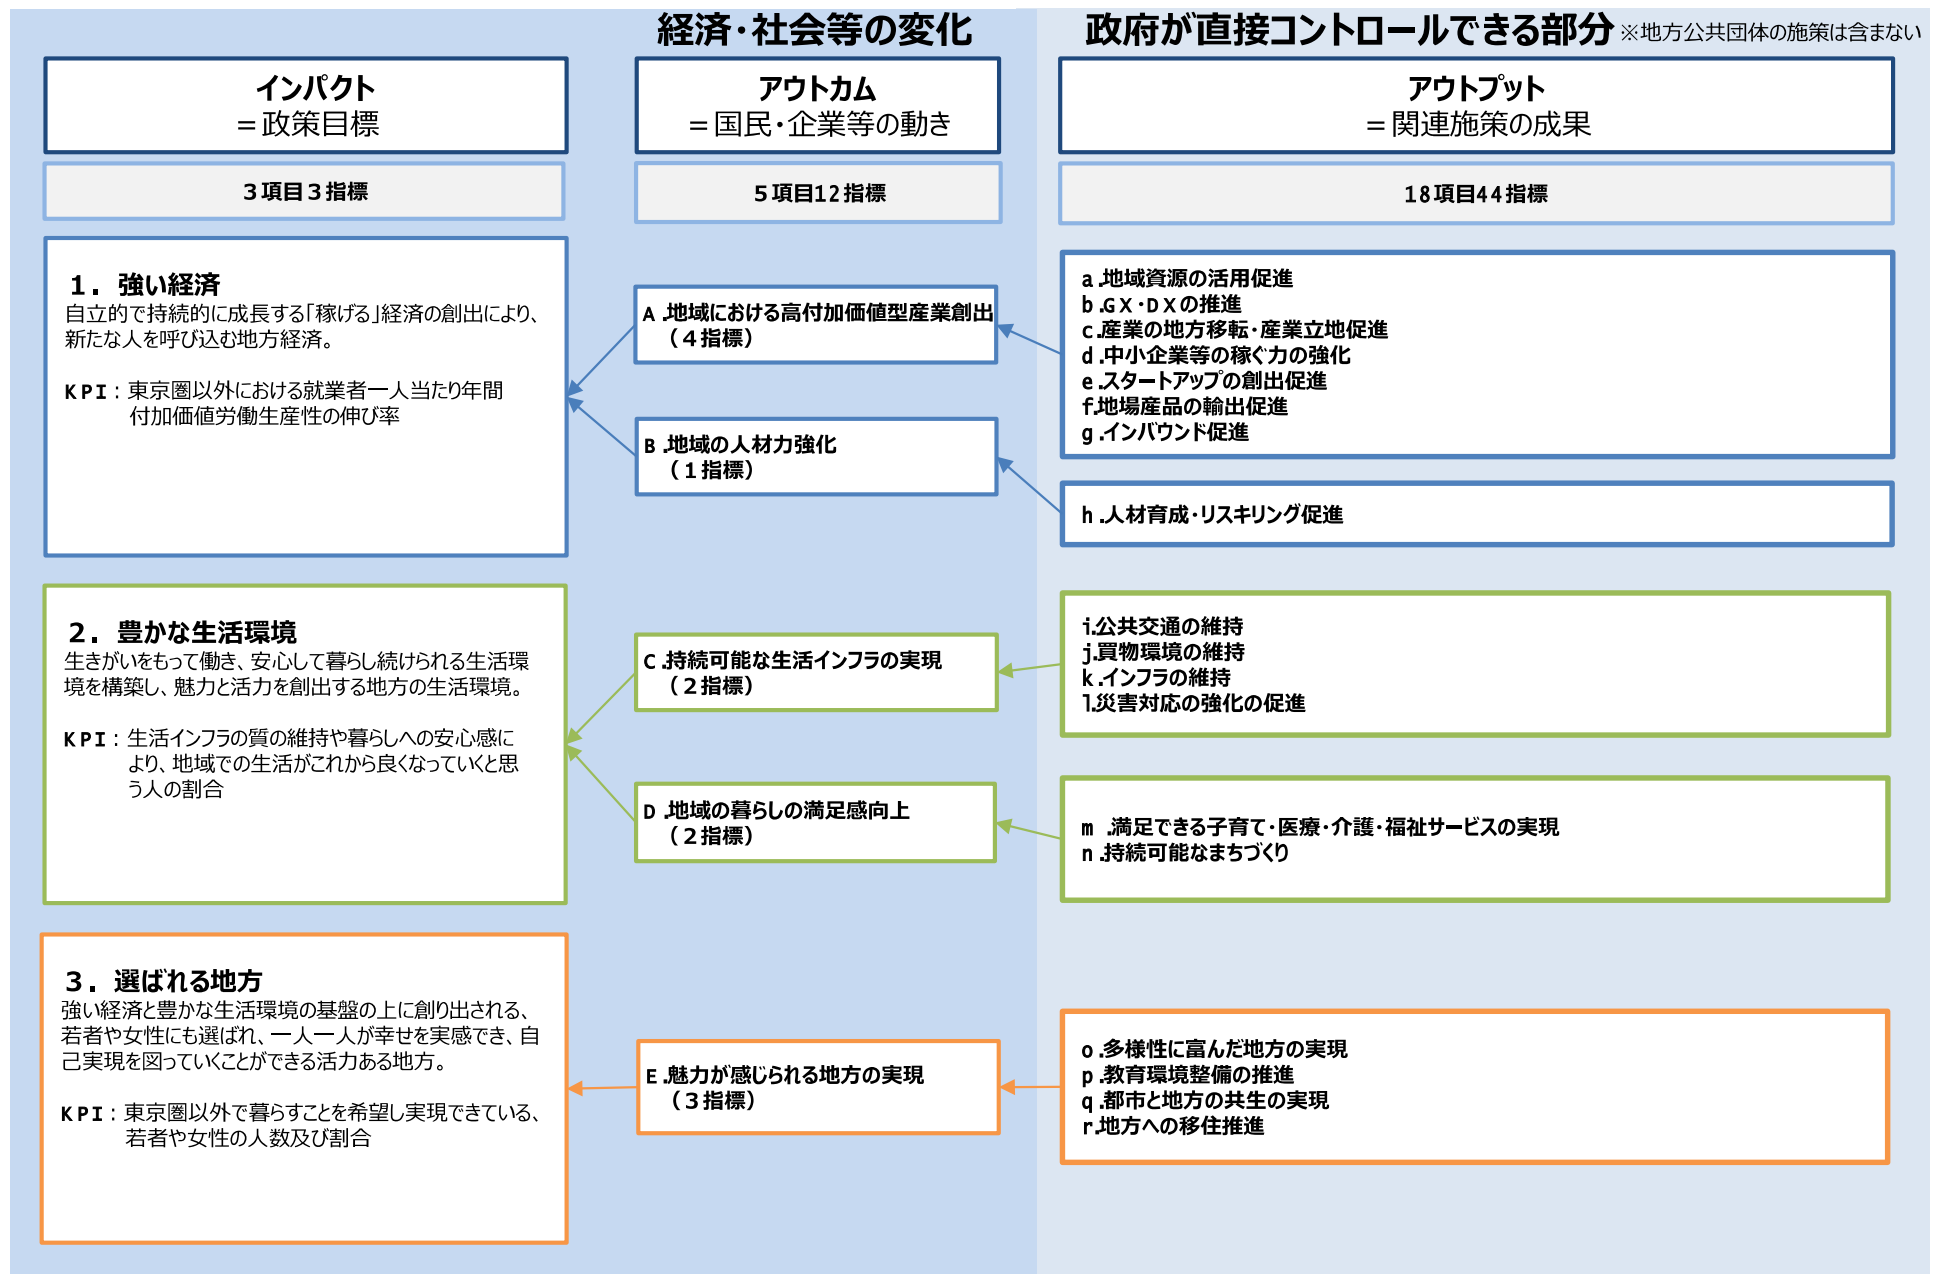 経済・社会等の変化
政府が直接コントロールできる部分 ※地方公共団体の施策は含まない
インパクト
＝政策目標
アウトカム
＝国民・企業等の動き
アウトプット
＝関連施策の成果
３項目３指標
５項目12指標
18項目44指標
１．強い経済
自立的で持続的に成長する「稼げる」経済の創出により、
新たな人を呼び込む地方経済。
KPI：東京圏以外における就業者一人当たり年間
付加価値労働生産性の伸び率
A.地域における高付加価値型産業創出
（４指標）
B.地域の人材力強化
（１指標）
a.地域資源の活用促進
b.GX・DXの推進
c.産業の地方移転・産業立地促進
d.中小企業等の稼ぐ力の強化
e.スタートアップの創出促進
f.地場産品の輸出促進
g.インバウンド促進
h.人材育成・リスキリング促進
２．豊かな生活環境
生きがいをもって働き、安心して暮らし続けられる生活環
境を構築し、魅力と活力を創出する地方の生活環境。
KPI：生活インフラの質の維持や暮らしへの安心感に
より、地域での生活がこれから良くなっていくと思
う人の割合
C.持続可能な生活インフラの実現
（２指標）
D.地域の暮らしの満足感向上
（２指標）
i.公共交通の維持
j.買物環境の維持
k.インフラの維持
l.災害対応の強化の促進
m.満足できる子育て・医療・介護・福祉サービスの実現
n.持続可能なまちづくり
３．選ばれる地方
強い経済と豊かな生活環境の基盤の上に創り出される、
若者や女性にも選ばれ、一人一人が幸せを実感でき、自
己実現を図っていくことができる活力ある地方。
KPI：東京圏以外で暮らすことを希望し実現できている、
若者や女性の人数及び割合
E.魅力が感じられる地方の実現
（３指標）
o.多様性に富んだ地方の実現
p.教育環境整備の推進
q.都市と地方の共生の実現
r.地方への移住推進